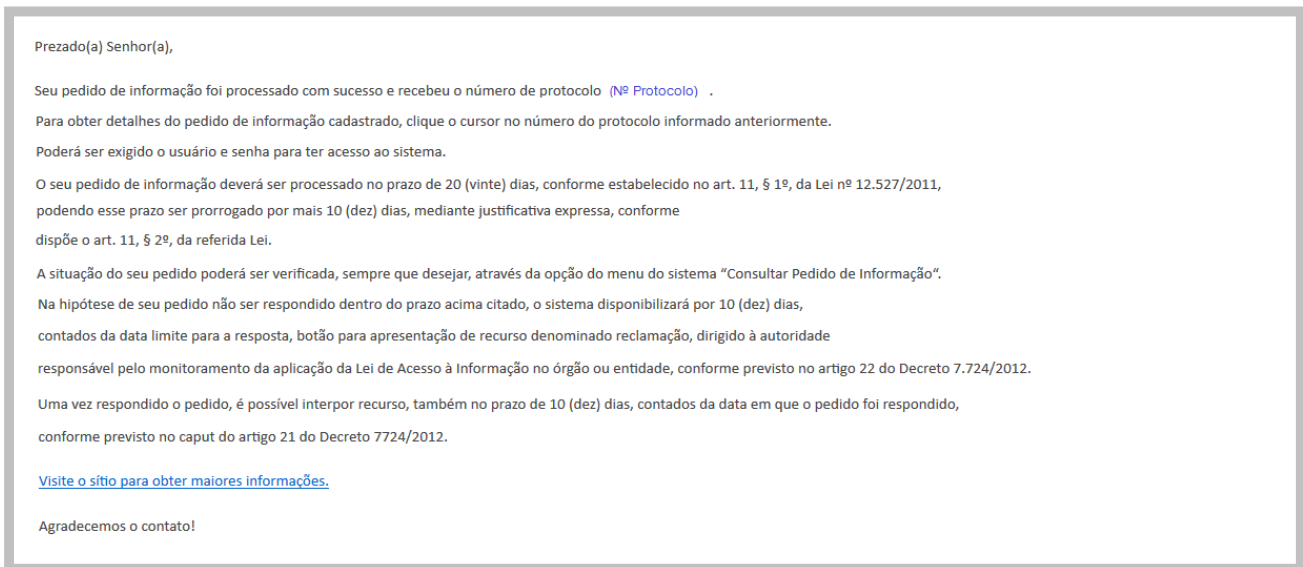 Prezado(a) Senhor(a),
Seu pedido de informação foi processado com sucesso e recebeu o número de protocolo (Nº Protocolo) .
Para obter detalhes do pedido de informação cadastrado, clique o cursor no número do protocolo informado anteriormente.
Poderá ser exigido o usuário e senha para ter acesso ao sistema.
O seu pedido de informação deverá ser processado no prazo de 20 (vinte) dias, conforme estabelecido no art. 11, § 1º, da Lei nº 12.527/2011,
podendo esse prazo ser prorrogado por mais 10 (dez) dias, mediante justificativa expressa, conforme
dispõe o art. 11, § 2º, da referida Lei.
A situação do seu pedido poderá ser verificada, sempre que desejar, através da opção do menu do sistema “Consultar Pedido de Informação“.
Na hipótese de seu pedido não ser respondido dentro do prazo acima citado, o sistema disponibilizará por 10 (dez) dias,
contados da data limite para a resposta, botão para apresentação de recurso denominado reclamação, dirigido à autoridade
responsável pelo monitoramento da aplicação da Lei de Acesso à Informação no órgão ou entidade, conforme previsto no artigo 22 do Decreto 7.724/2012.
Uma vez respondido o pedido, é possível interpor recurso, também no prazo de 10 (dez) dias, contados da data em que o pedido foi respondido,
conforme previsto no caput do artigo 21 do Decreto 7724/2012.
Visite o sítio para obter maiores informações.
Agradecemos o contato!